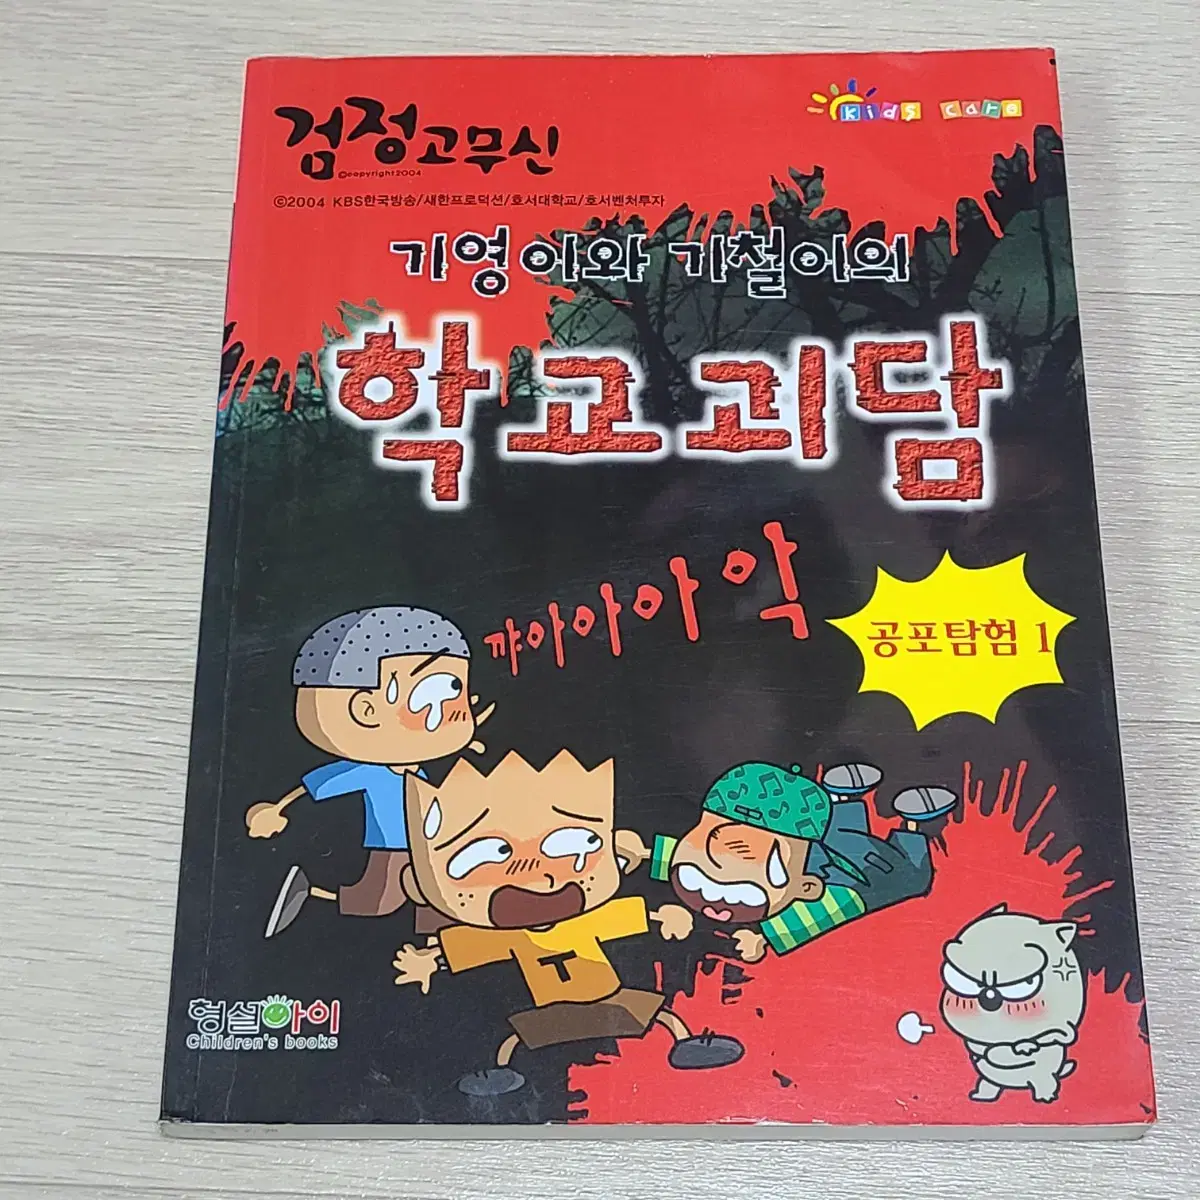 검정고무신
©copyright2004
kids care
©2004 KBS한국방송/새한프로덕션/호서대학교/호서벤처투자
기영이와 기철이의
학교괴담
꺄아아아악
공포탐험 1
T
형설아이
Children's books